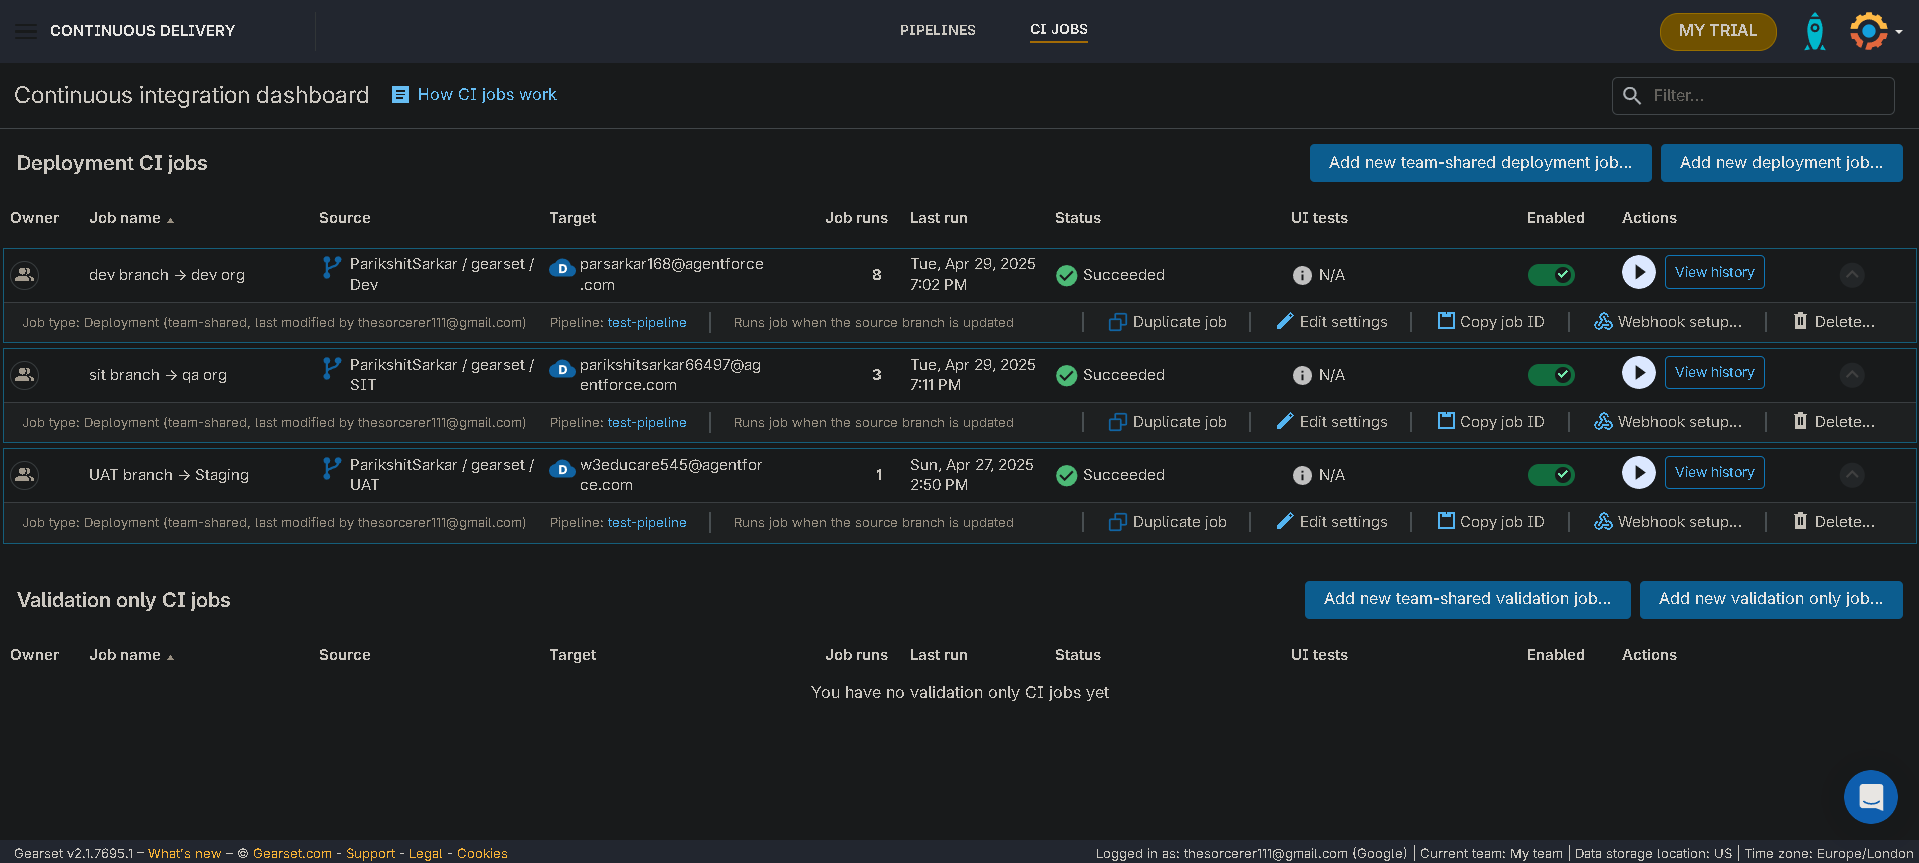 CONTINUOUS DELIVERY
PIPELINES
CI JOBS
MY TRIAL
Continuous integration dashboard
How CI jobs work
Filter...
Deployment CI jobs
Add new team-shared deployment job...
Add new deployment job...
Owner Job name ▲ Source Target Job runs Last run Status UI tests Enabled Actions
dev branch → dev org
ParikshitSarkar / gearset /
Dev
D
parsarkar168@agentforce
.com
8
Tue, Apr 29, 2025
7:02 PM
Succeeded
N/A
View history
Job type: Deployment (team-shared, last modified by thesorcerer111@gmail.com)
Pipeline: test-pipeline
Runs job when the source branch is updated
Duplicate job
Edit settings
Copy job ID
Webhook setup...
Delete...
sit branch → qa org
ParikshitSarkar / gearset /
SIT
D
parikshitsarkar66497@ag
entforce.com
3
Tue, Apr 29, 2025
7:11 PM
Succeeded
N/A
View history
Job type: Deployment (team-shared, last modified by thesorcerer111@gmail.com)
Pipeline: test-pipeline
Runs job when the source branch is updated
Duplicate job
Edit settings
Copy job ID
Webhook setup...
Delete...
UAT branch → Staging
ParikshitSarkar / gearset /
UAT
D
w3educare545@agentfor
ce.com
1
Sun, Apr 27, 2025
2:50 PM
Succeeded
N/A
View history
Job type: Deployment (team-shared, last modified by thesorcerer111@gmail.com)
Pipeline: test-pipeline
Runs job when the source branch is updated
Duplicate job
Edit settings
Copy job ID
Webhook setup...
Delete...
Validation only CI jobs
Add new team-shared validation job...
Add new validation only job...
Owner Job name ▲ Source Target Job runs Last run Status UI tests Enabled Actions
You have no validation only CI jobs yet
Gearset v2.1.7695.1 – What's new – © Gearset.com - Support - Legal - Cookies
Logged in as: thesorcerer111@gmail.com (Google) | Current team: My team | Data storage location: US | Time zone: Europe/London